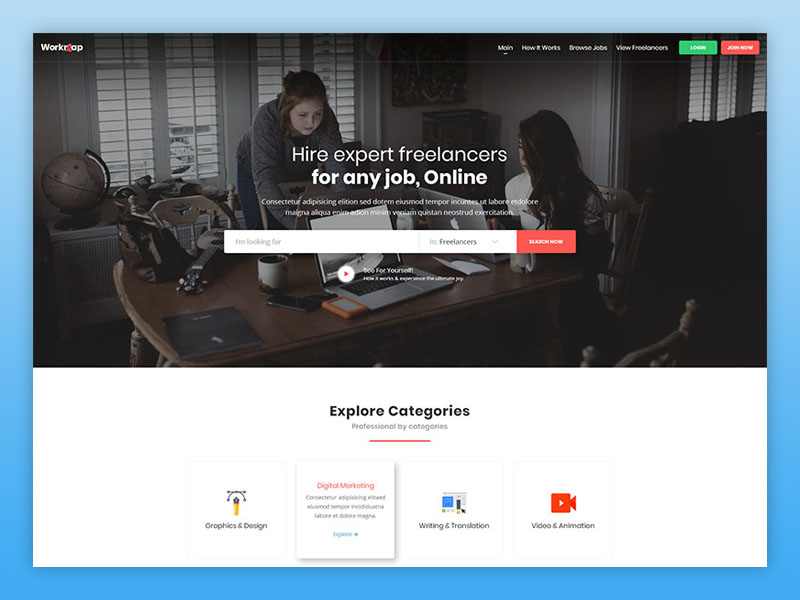 Workreap
Main How It Works Browse Jobs View Freelancers LOGIN JOIN NOW
Hire expert freelancers
for any job, Online
Consectetur adipisicing elition sed dotem eiusmod tempor incuntes ut labore etdolore
magna aliqua enim adion minim veniam quistan neostrud exercitation.
I'm looking for In: Freelancers SEARCH NOW
See For Yourself!
How it works & experience the ultimate joy.
Explore Categories
Professional by categories
Graphics & Design
Digital Marketing
Consectetur adipisicing elitaed
eiusmod tempor incididuatna
labore et dolore magna.
Explore
Writing & Translation
Video & Animation